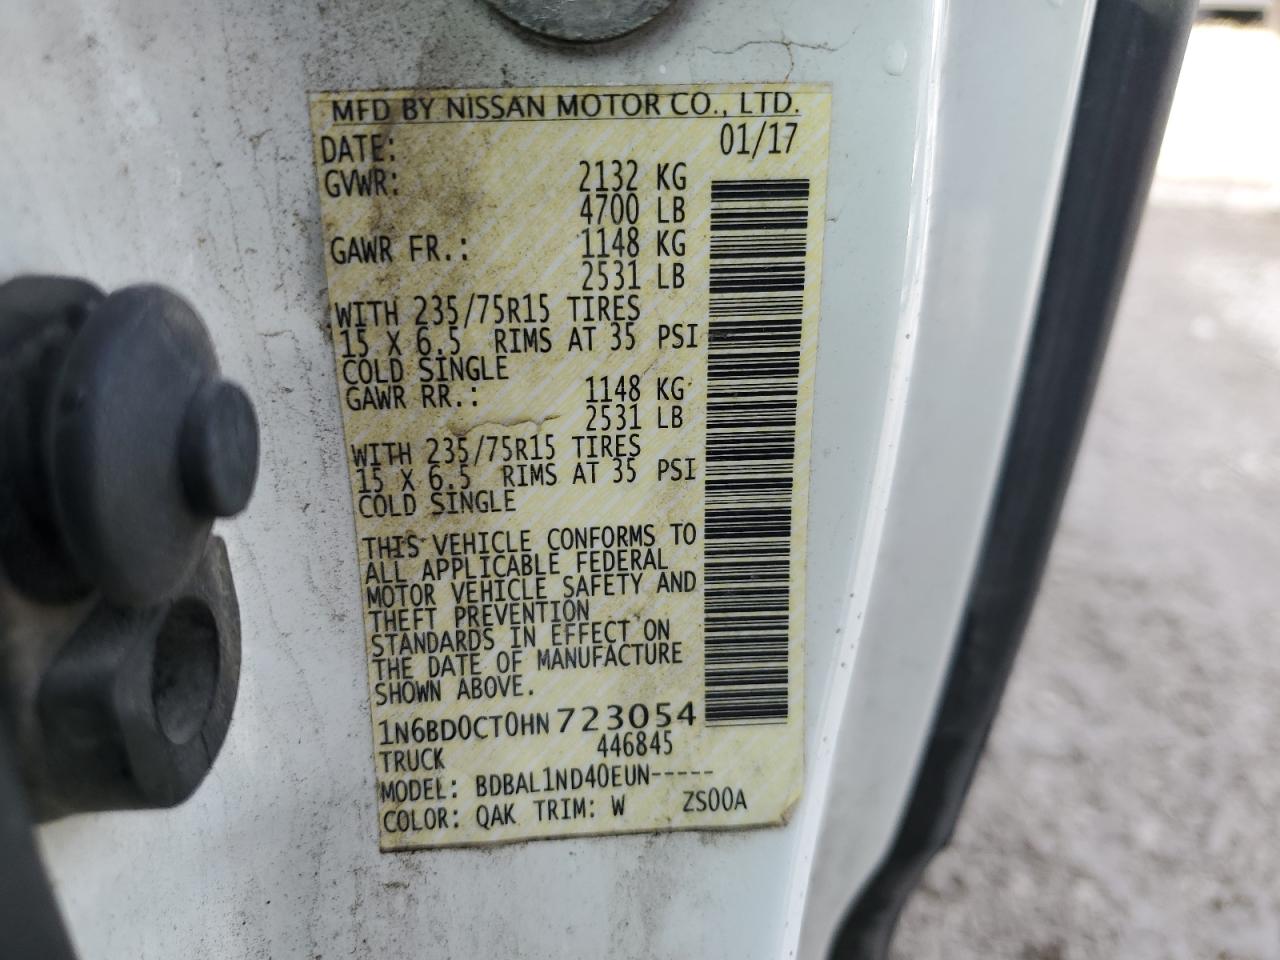 MFD BY NISSAN MOTOR CO., LTD.
DATE: 01/17
GVWR: 2132 KG
4700 LB
GAWR FR.: 1148 KG
2531 LB
WITH 235/75R15 TIRES
15 X 6.5 RIMS AT 35 PSI
COLD SINGLE
GAWR RR.: 1148 KG
2531 LB
WITH 235/75R15 TIRES
15 X 6.5 RIMS AT 35 PSI
COLD SINGLE
THIS VEHICLE CONFORMS TO
ALL APPLICABLE FEDERAL
MOTOR VEHICLE SAFETY AND
THEFT PREVENTION
STANDARDS IN EFFECT ON
THE DATE OF MANUFACTURE
SHOWN ABOVE.
1N6BD0CT0HN723054
TRUCK 446845
MODEL: BDBAL1ND40EUN-----
COLOR: QAK TRIM: W ZS00A